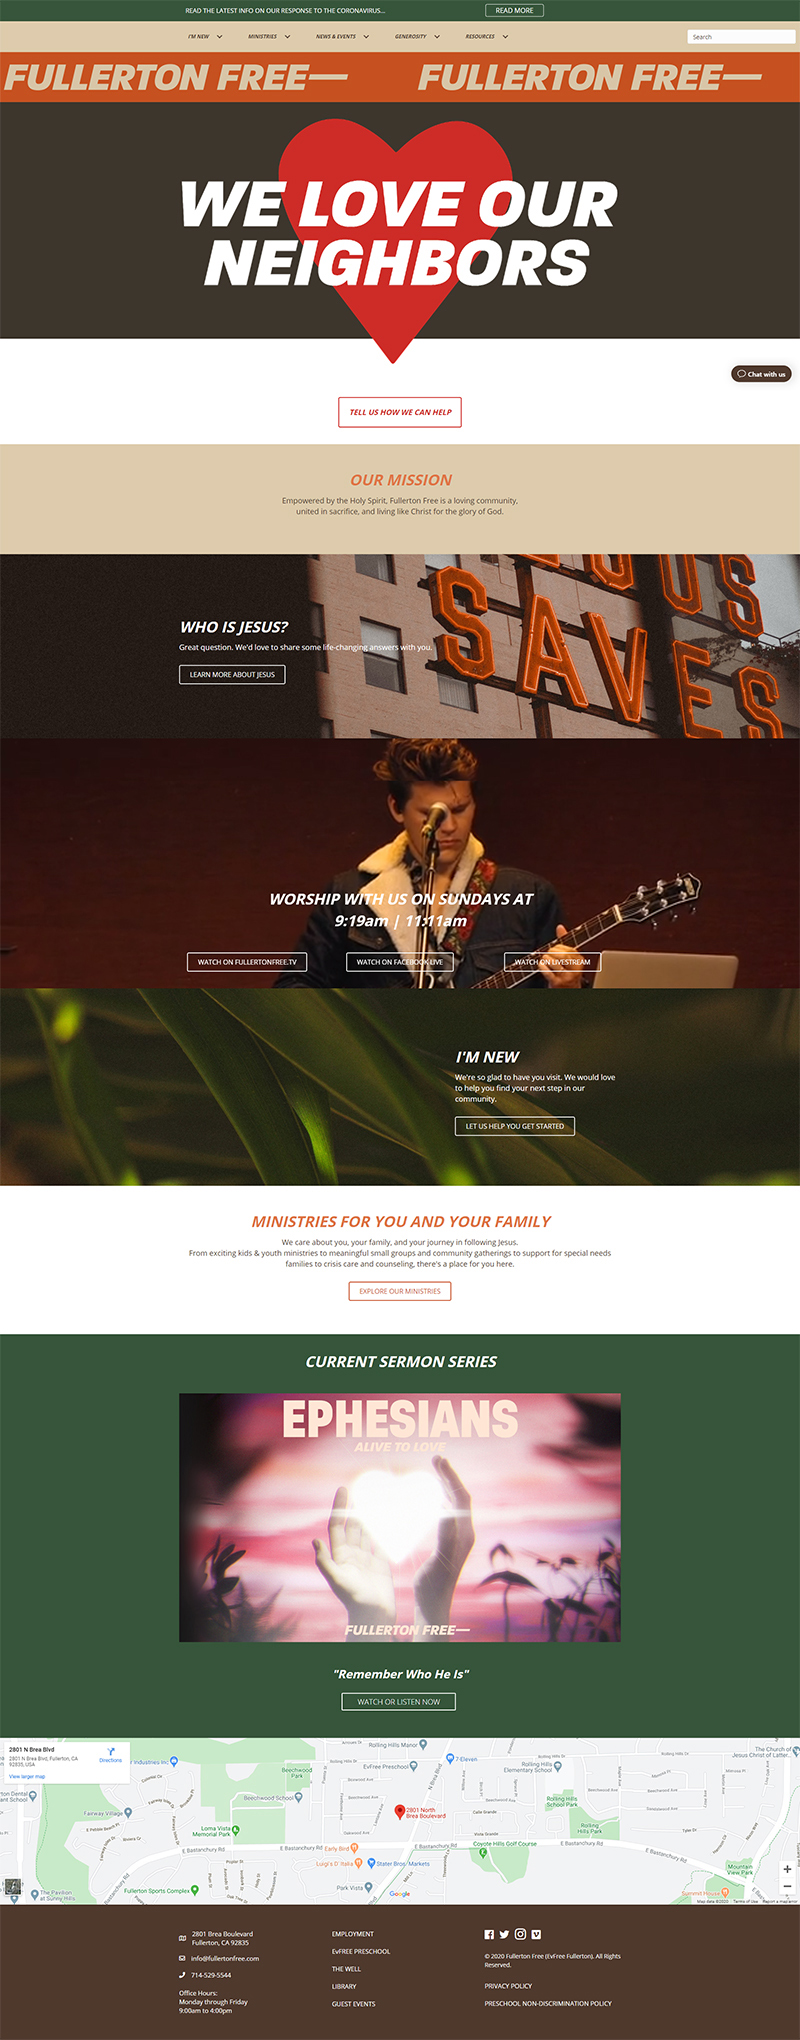 READ THE LATEST INFO ON OUR RESPONSE TO THE CORONAVIRUS...
READ MORE
I'M NEW
MINISTRIES
NEWS & EVENTS
GENEROSITY
RESOURCES
Search
FULLERTON FREE— FULLERTON FREE—
WE LOVE OUR
NEIGHBORS
Chat with us
TELL US HOW WE CAN HELP
OUR MISSION
Empowered by the Holy Spirit, Fullerton Free is a loving community,
united in sacrifice, and living like Christ for the glory of God.
SAVES
WHO IS JESUS?
Great question. We'd love to share some life-changing answers with you.
LEARN MORE ABOUT JESUS
WORSHIP WITH US ON SUNDAYS AT
9:19am | 11:11am
WATCH ON FULLERTONFREE.TV
WATCH ON FACEBOOK LIVE
WATCH ON LIVESTREAM
I'M NEW
We're so glad to have you visit. We would love
to help you find your next step in our
community.
LET US HELP YOU GET STARTED
MINISTRIES FOR YOU AND YOUR FAMILY
We care about you, your family, and your journey in following Jesus.
From exciting kids & youth ministries to meaningful small groups and community gatherings to support for special needs
families to crisis care and counseling, there's a place for you here.
EXPLORE OUR MINISTRIES
CURRENT SERMON SERIES
EPHESIANS
ALIVE TO LOVE
FULLERTON FREE—
"Remember Who He Is"
WATCH OR LISTEN NOW
2801 N Brea Blvd
2801 N Brea Blvd, Fullerton, CA
92835, USA
Directions
View larger map
Rolling Hills Manor
EvFree Preschool
7-Eleven
Rolling Hills
Elementary School
The Church of
Jesus Christ of Latter...
Beechwood
Park
Beechwood School
Fairway Village
Loma Vista
Memorial Park
2801 North
Brea Boulevard
Rolling Hills
School Park
Rolling Hills
Park
E Bastanchury Rd
Early Bird
Luigi's D' Italia
Stater Bros. Markets
Coyote Hills Golf Course
Mountain
View Park
Summit House
The Pavilion
at Sunny Hills
Fullerton Sports Complex
Park Vista
Google
Map data ©2020 Terms of Use Report a map error
2801 Brea Boulevard
Fullerton, CA 92835
info@fullertonfree.com
714-529-5544
Office Hours:
Monday through Friday
9:00am to 4:00pm
EMPLOYMENT
EvFREE PRESCHOOL
THE WELL
LIBRARY
GUEST EVENTS
© 2020 Fullerton Free (EvFree Fullerton). All Rights
Reserved.
PRIVACY POLICY
PRESCHOOL NON-DISCRIMINATION POLICY